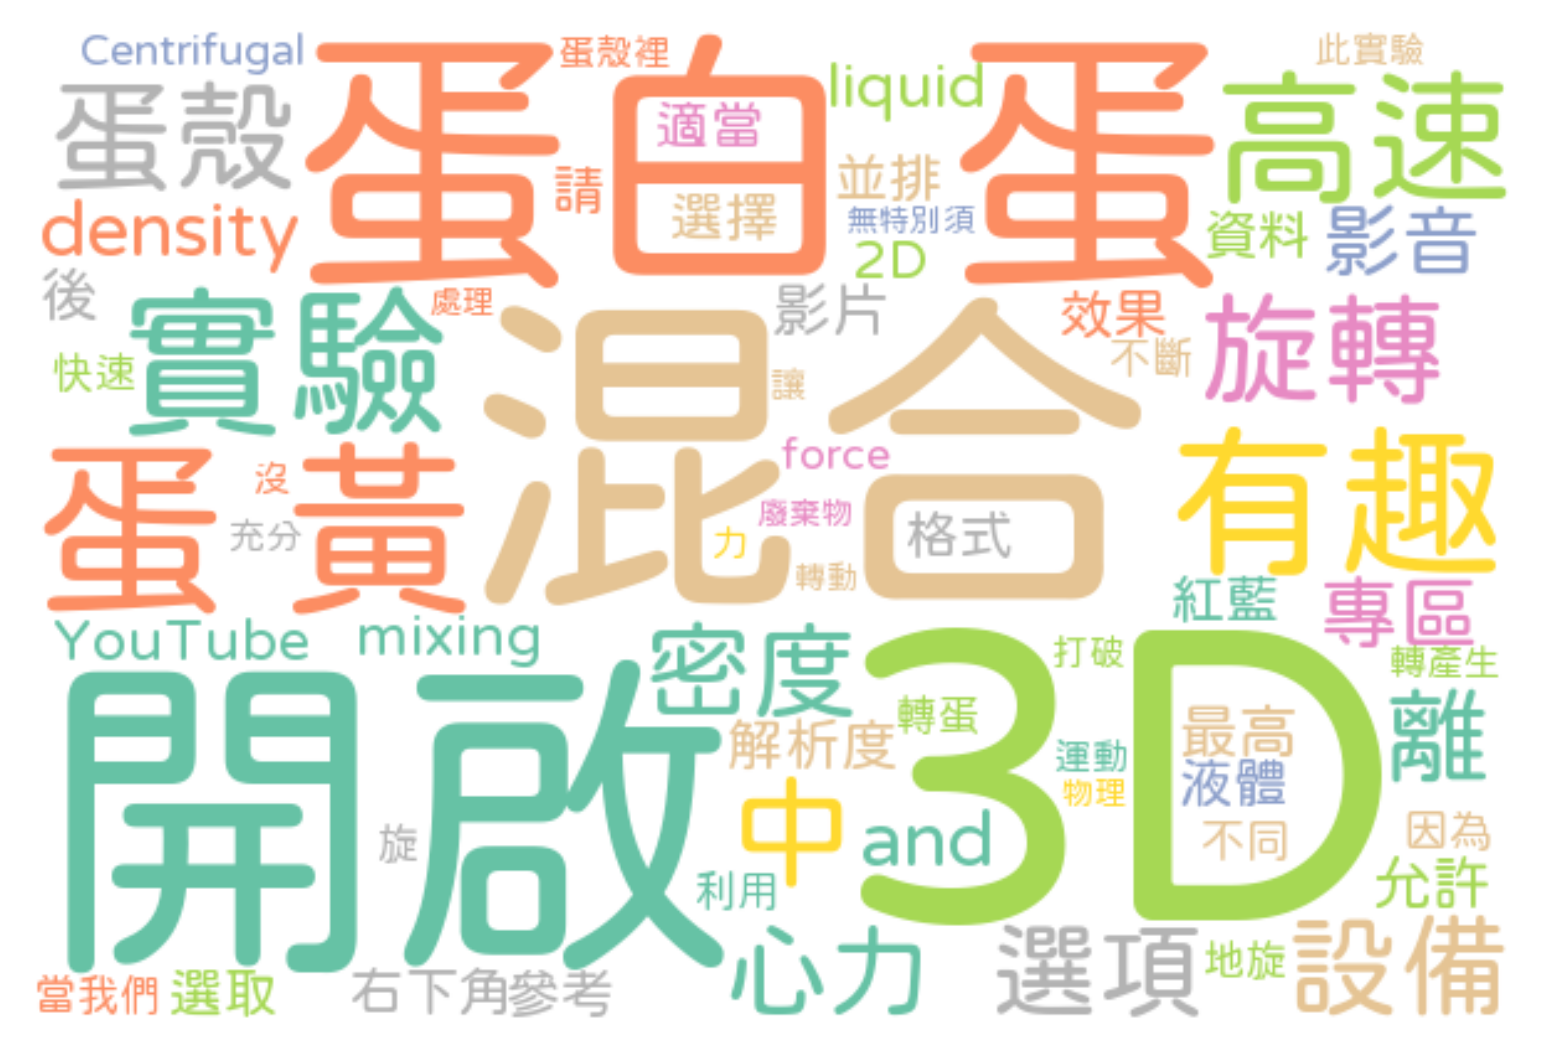 Centrifugal
蛋白蛋
蛋殼裡
liquid
此實驗
蛋殼
適當
高速
請
並排
選擇
density
無特別須
資料
影音
2D
後
實驗
處理
混合
影片
效果
旋轉
快速
讓
不斷
蛋黃
沒
force
有趣
充分
廢棄物
力
格式
轉動
紅藍
專區
YouTube
mixing
密度
3D
打破
轉產生
開啟
解析度
轉蛋
最高
離
運動
液體
物理
中
and
不同
因為
旋
利用
允許
心力
選項
地旋
設備
當我們
選取
右下角
參考